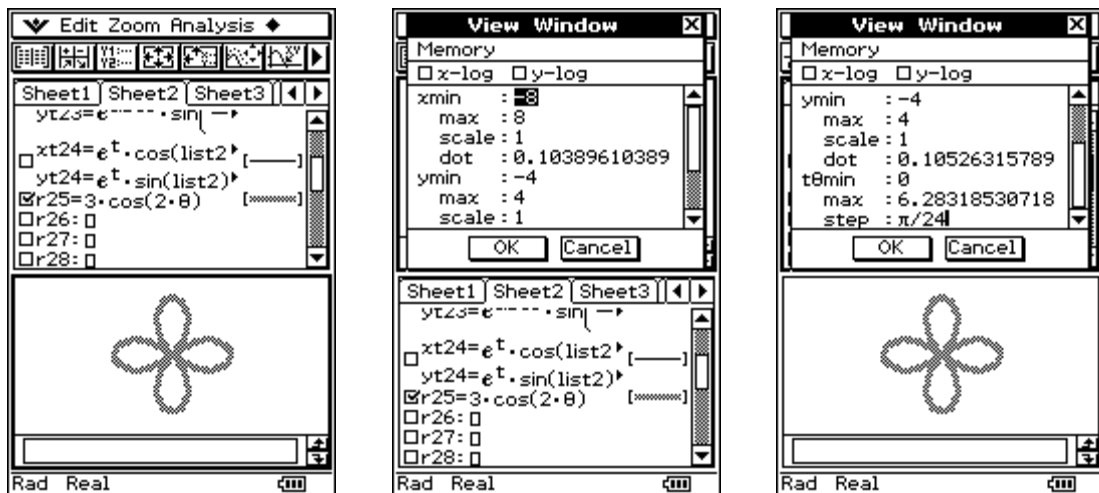 Edit Zoom Analysis
Sheet1 Sheet2 Sheet3
yt23=e · sin(
xt24=e^t · cos(list2
yt24=e^t · sin(list2)
r25=3·cos(2·θ)
r26:
r27:
r28:
Rad Real
View Window
Memory
x-log y-log
xmin :-8
max :8
scale:1
dot :0.10389610389
ymin :-4
max :4
scale:1
OK Cancel
Sheet1 Sheet2 Sheet3
yt23=e · sin(
xt24=e^t · cos(list2
yt24=e^t · sin(list2)
r25=3·cos(2·θ)
r26:
r27:
r28:
Rad Real
View Window
Memory
x-log y-log
ymin :-4
max :4
scale:1
dot :0.10526315789
tθmin :0
max :6.28318530718
step :π/24
OK Cancel
Rad Real